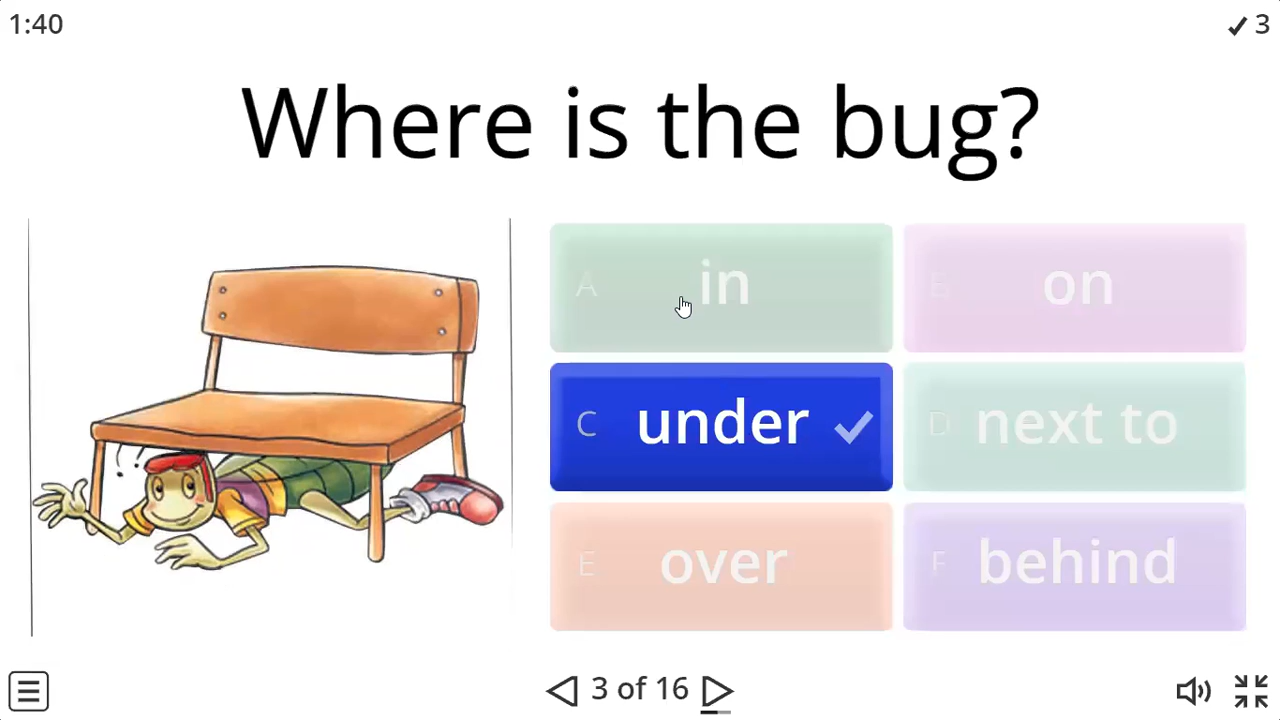 1:40
✓ 3
Where is the bug?
A in
B on
C under ✓
D next to
E over
F behind
3 of 16